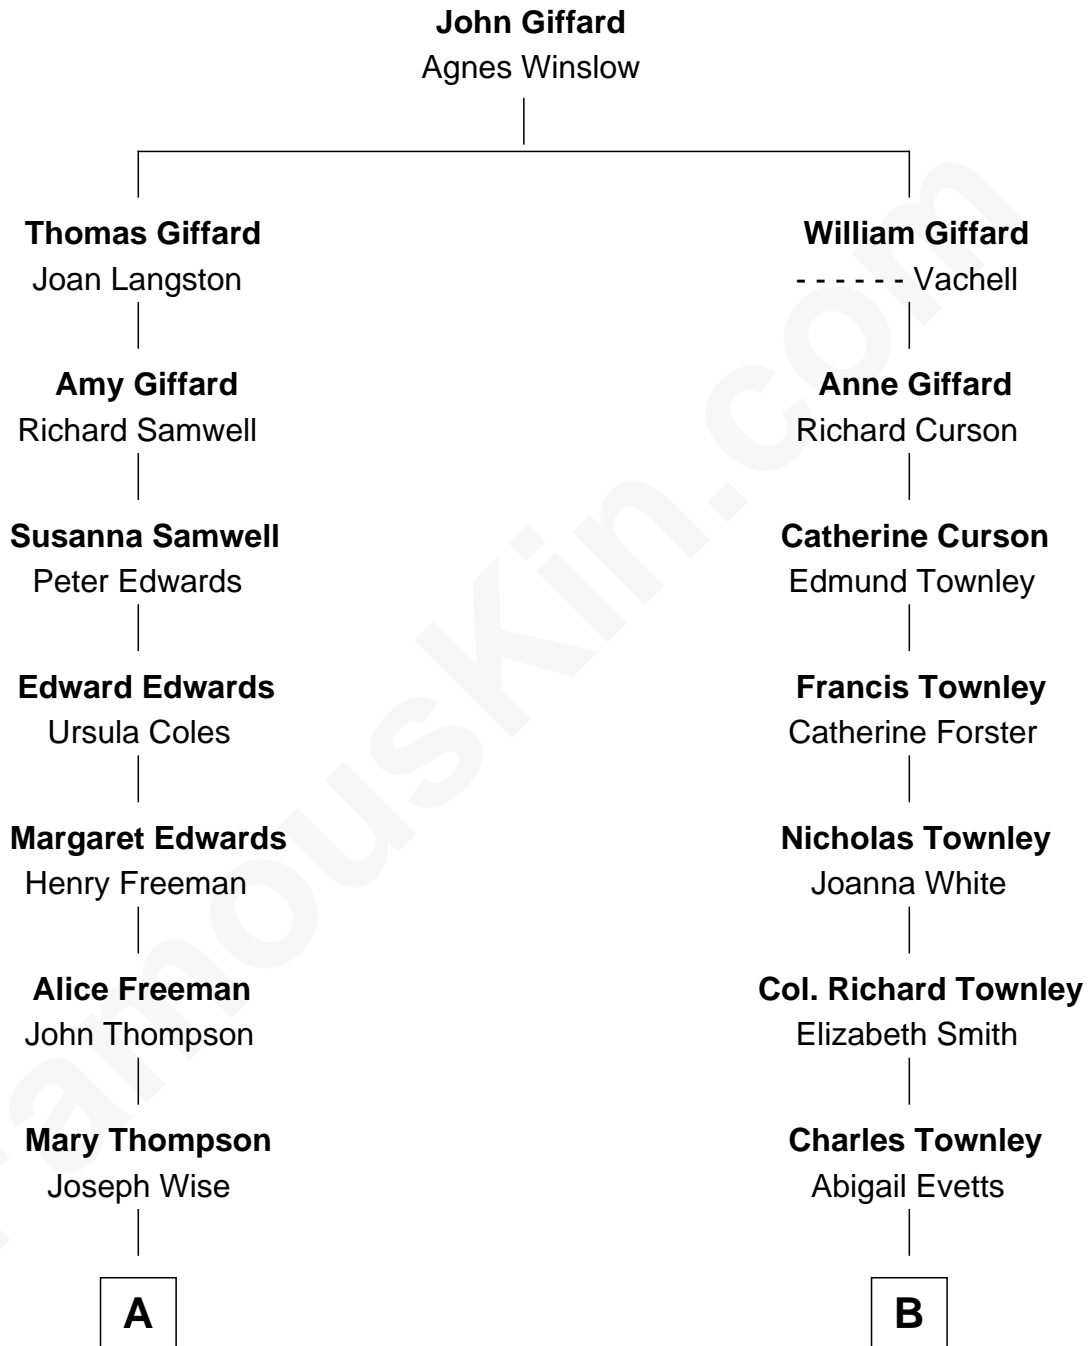 John Giffard
Agnes Winslow
Thomas Giffard
Joan Langston
Amy Giffard
Richard Samwell
Susanna Samwell
Peter Edwards
Edward Edwards
Ursula Coles
Margaret Edwards
Henry Freeman
Alice Freeman
John Thompson
Mary Thompson
Joseph Wise
A
William Giffard
- - - - - - Vachell
Anne Giffard
Richard Curson
Catherine Curson
Edmund Townley
Francis Townley
Catherine Forster
Nicholas Townley
Joanna White
Col. Richard Townley
Elizabeth Smith
Charles Townley
Abigail Evetts
B
FamousKin.com